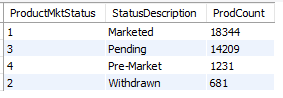 ProductMktStatus StatusDescription ProdCount
1 Marketed 18344
3 Pending 14209
4 Pre-Market 1231
2 Withdrawn 681